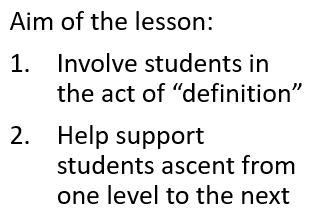 Aim of the lesson:
1. Involve students in
the act of “definition”
2. Help support
students ascent from
one level to the next